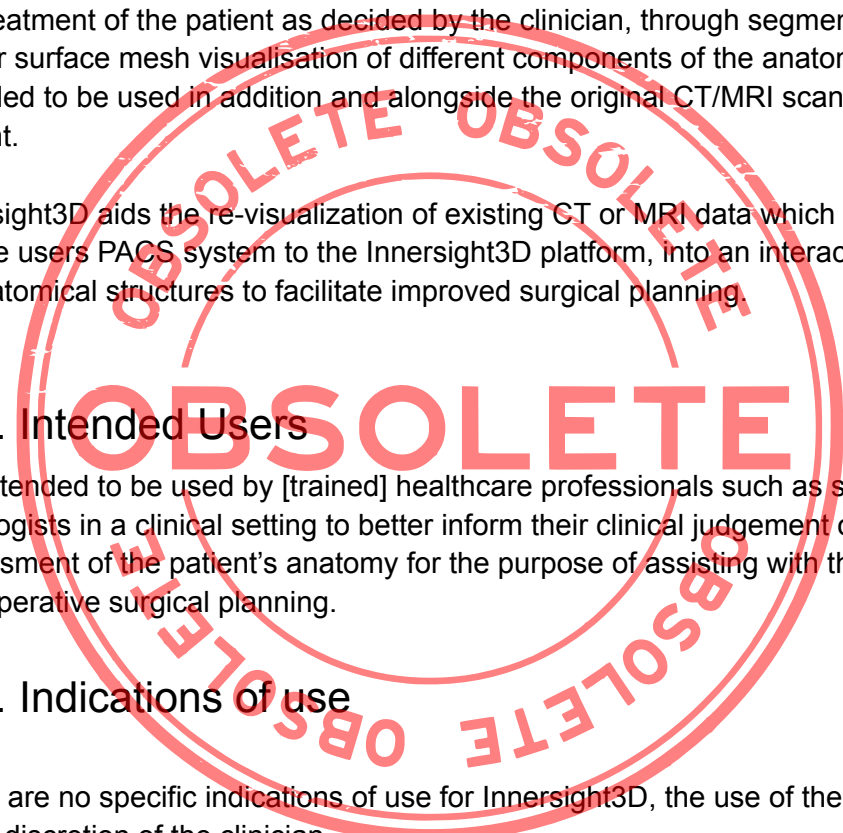 eatment of the patient as decided by the clinician, through segmen
r surface mesh visualisation of different components of the anaton
led to be used in addition and alongside the original CT/MRI scan
t.
sight3D aids the re-visualization of existing CT or MRI data which
e users PACS system to the Innersight3D platform, into an interac
atomical structures to facilitate improved surgical planning.
OBSOLETE OBSOLETE
OBSOLETE
. Intended Users
tended to be used by [trained] healthcare professionals such as s
ogists in a clinical setting to better inform their clinical judgement
sment of the patient's anatomy for the purpose of assisting with th
perative surgical planning.
. Indications of use
OBSOLETE OBSOLETE
are no specific indications of use for Innersight3D, the use of the
discretion of the clinician